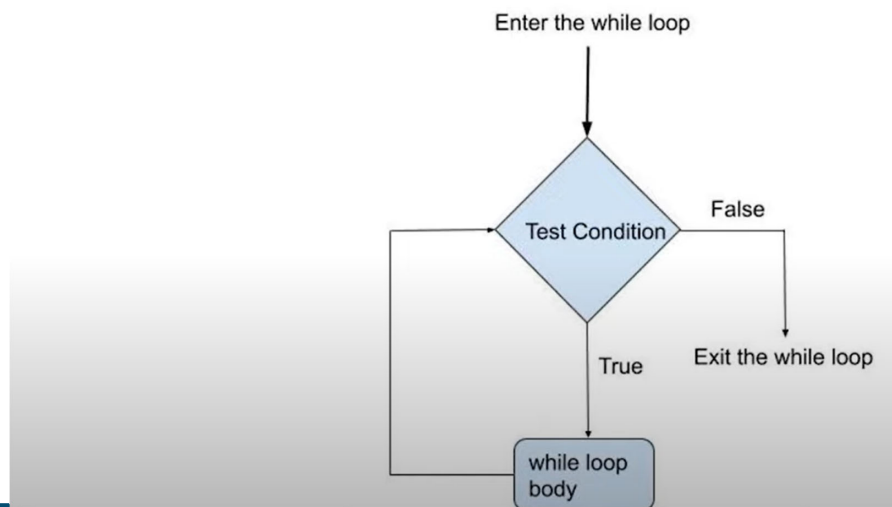 Enter the while loop
Test Condition
False
True
Exit the while loop
while loop
body